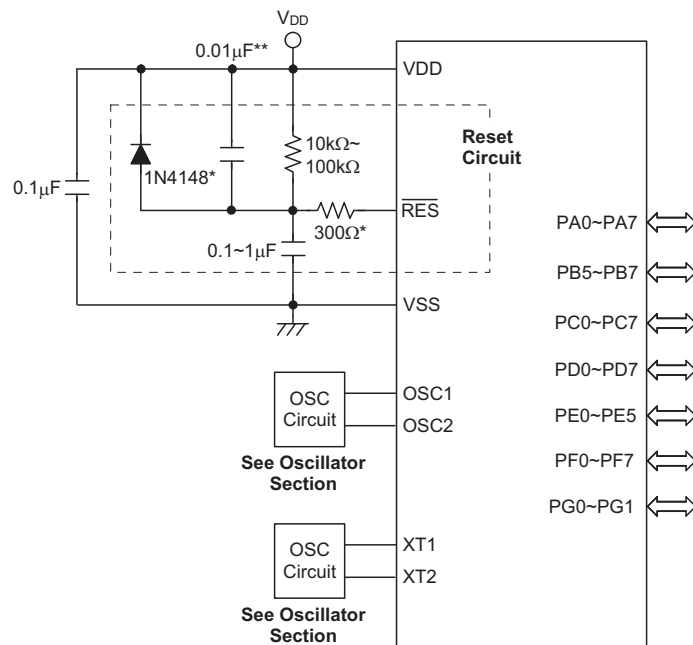 VDD
0.01μF**
VDD
Reset
Circuit
10kΩ~
100kΩ
1N4148*
0.1μF
RES
300Ω*
0.1~1μF
VSS
OSC
Circuit
OSC1
OSC2
See Oscillator
Section
OSC
Circuit
XT1
XT2
See Oscillator
Section
PA0~PA7
PB5~PB7
PC0~PC7
PD0~PD7
PE0~PE5
PF0~PF7
PG0~PG1